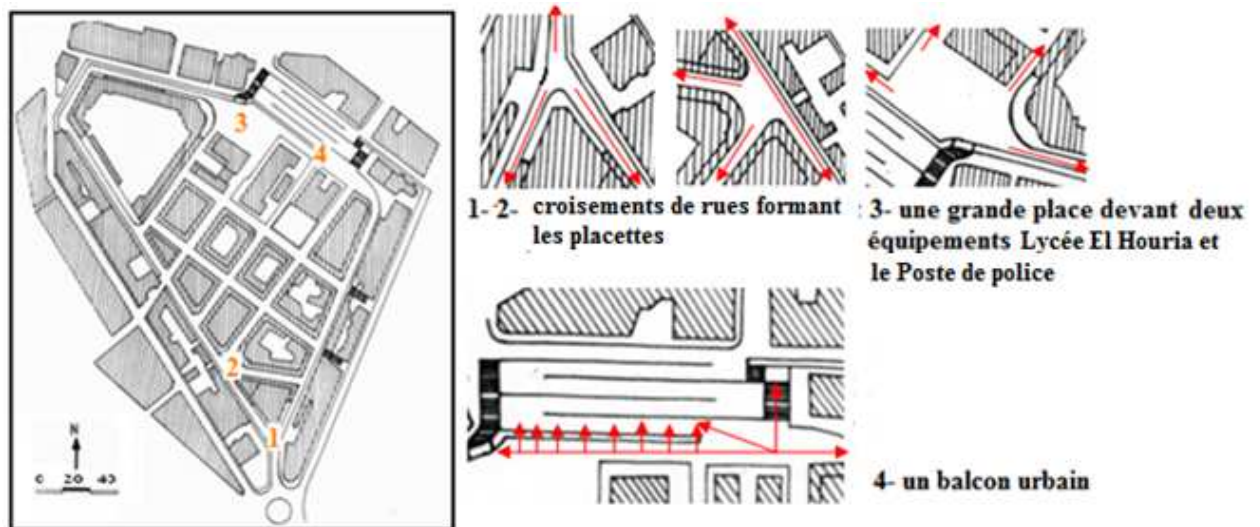 3
4
2
1
N
0 20 40
1- 2- croisements de rues formant
les placettes
: 3- une grande place devant deux
équipements Lycée El Houria et
le Poste de police
4- un balcon urbain